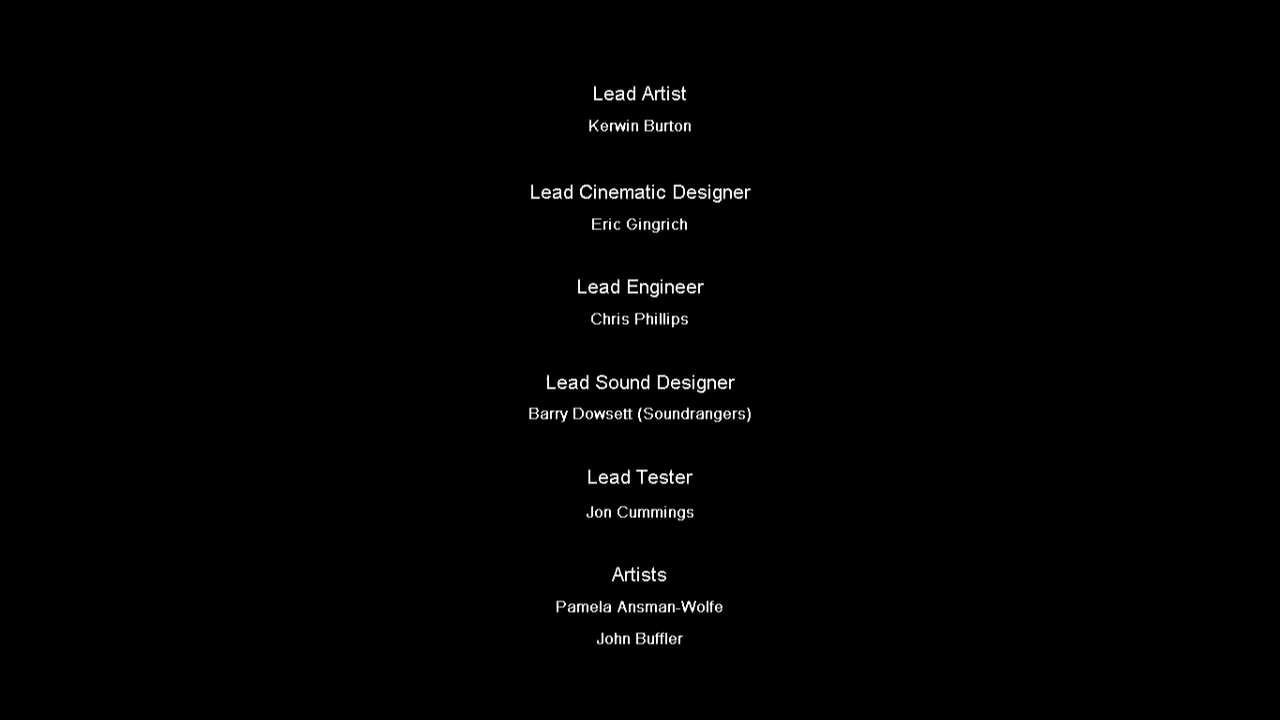 Lead Artist
Kerwin Burton
Lead Cinematic Designer
Eric Gingrich
Lead Engineer
Chris Phillips
Lead Sound Designer
Barry Dowsett (Soundrangers)
Lead Tester
Jon Cummings
Artists
Pamela Ansman-Wolfe
John Buffler